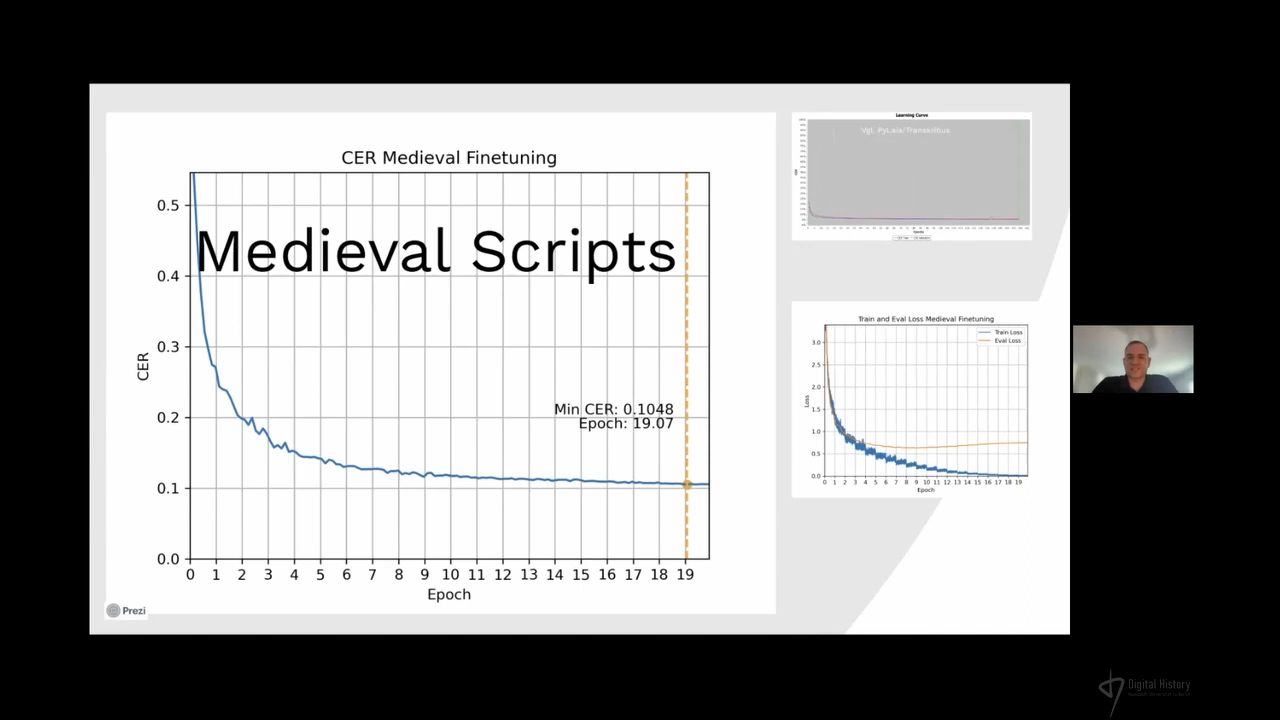 CER Medieval Finetuning
Medieval Scripts
CER
0.5
0.4
0.3
0.2
0.1
0.0
Min CER: 0.1048
Epoch: 19.07
0 1 2 3 4 5 6 7 8 9 10 11 12 13 14 15 16 17 18 19
Epoch
Prezi
Learning Curve
Vgl. PyLaia/Transkribus
Train and Eval Loss Medieval Finetuning
Train Loss
Eval Loss
Loss
3.0
2.5
2.0
1.5
1.0
0.5
0.0
0 1 2 3 4 5 6 7 8 9 10 11 12 13 14 15 16 17 18 19
Epoch
Digital History